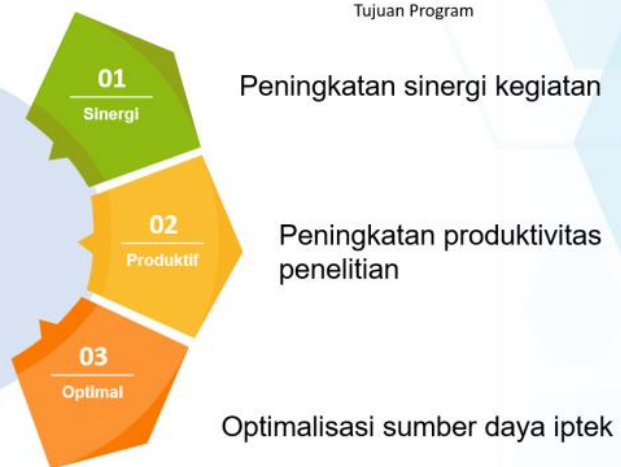 Tujuan Program
01
Sinergi
Peningkatan sinergi kegiatan
02
Produktif
Peningkatan produktivitas
penelitian
03
Optimal
Optimalisasi sumber daya iptek